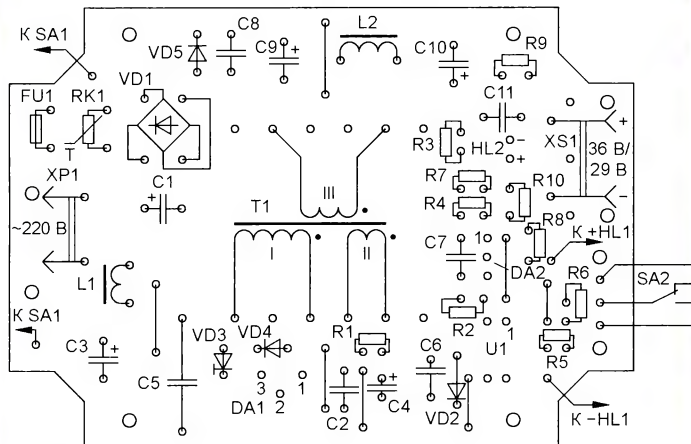 К SA1
FU1
RK1
T
VD1
VD5
C8
C9
L2
C10
R9
C11
HL2
−
+
R3
XS1
+
36 В/
29 В
−
XP1
~220 В
C1
T1
III
I
II
R7
R4
R10
R8
К +HL1
C7
1
DA2
L1
К SA1
R6
SA2
R2
1
U1
R5
C3
C5
VD3
VD4
R1
C6
3
1
2
DA1
C2
C4
VD2
К −HL1